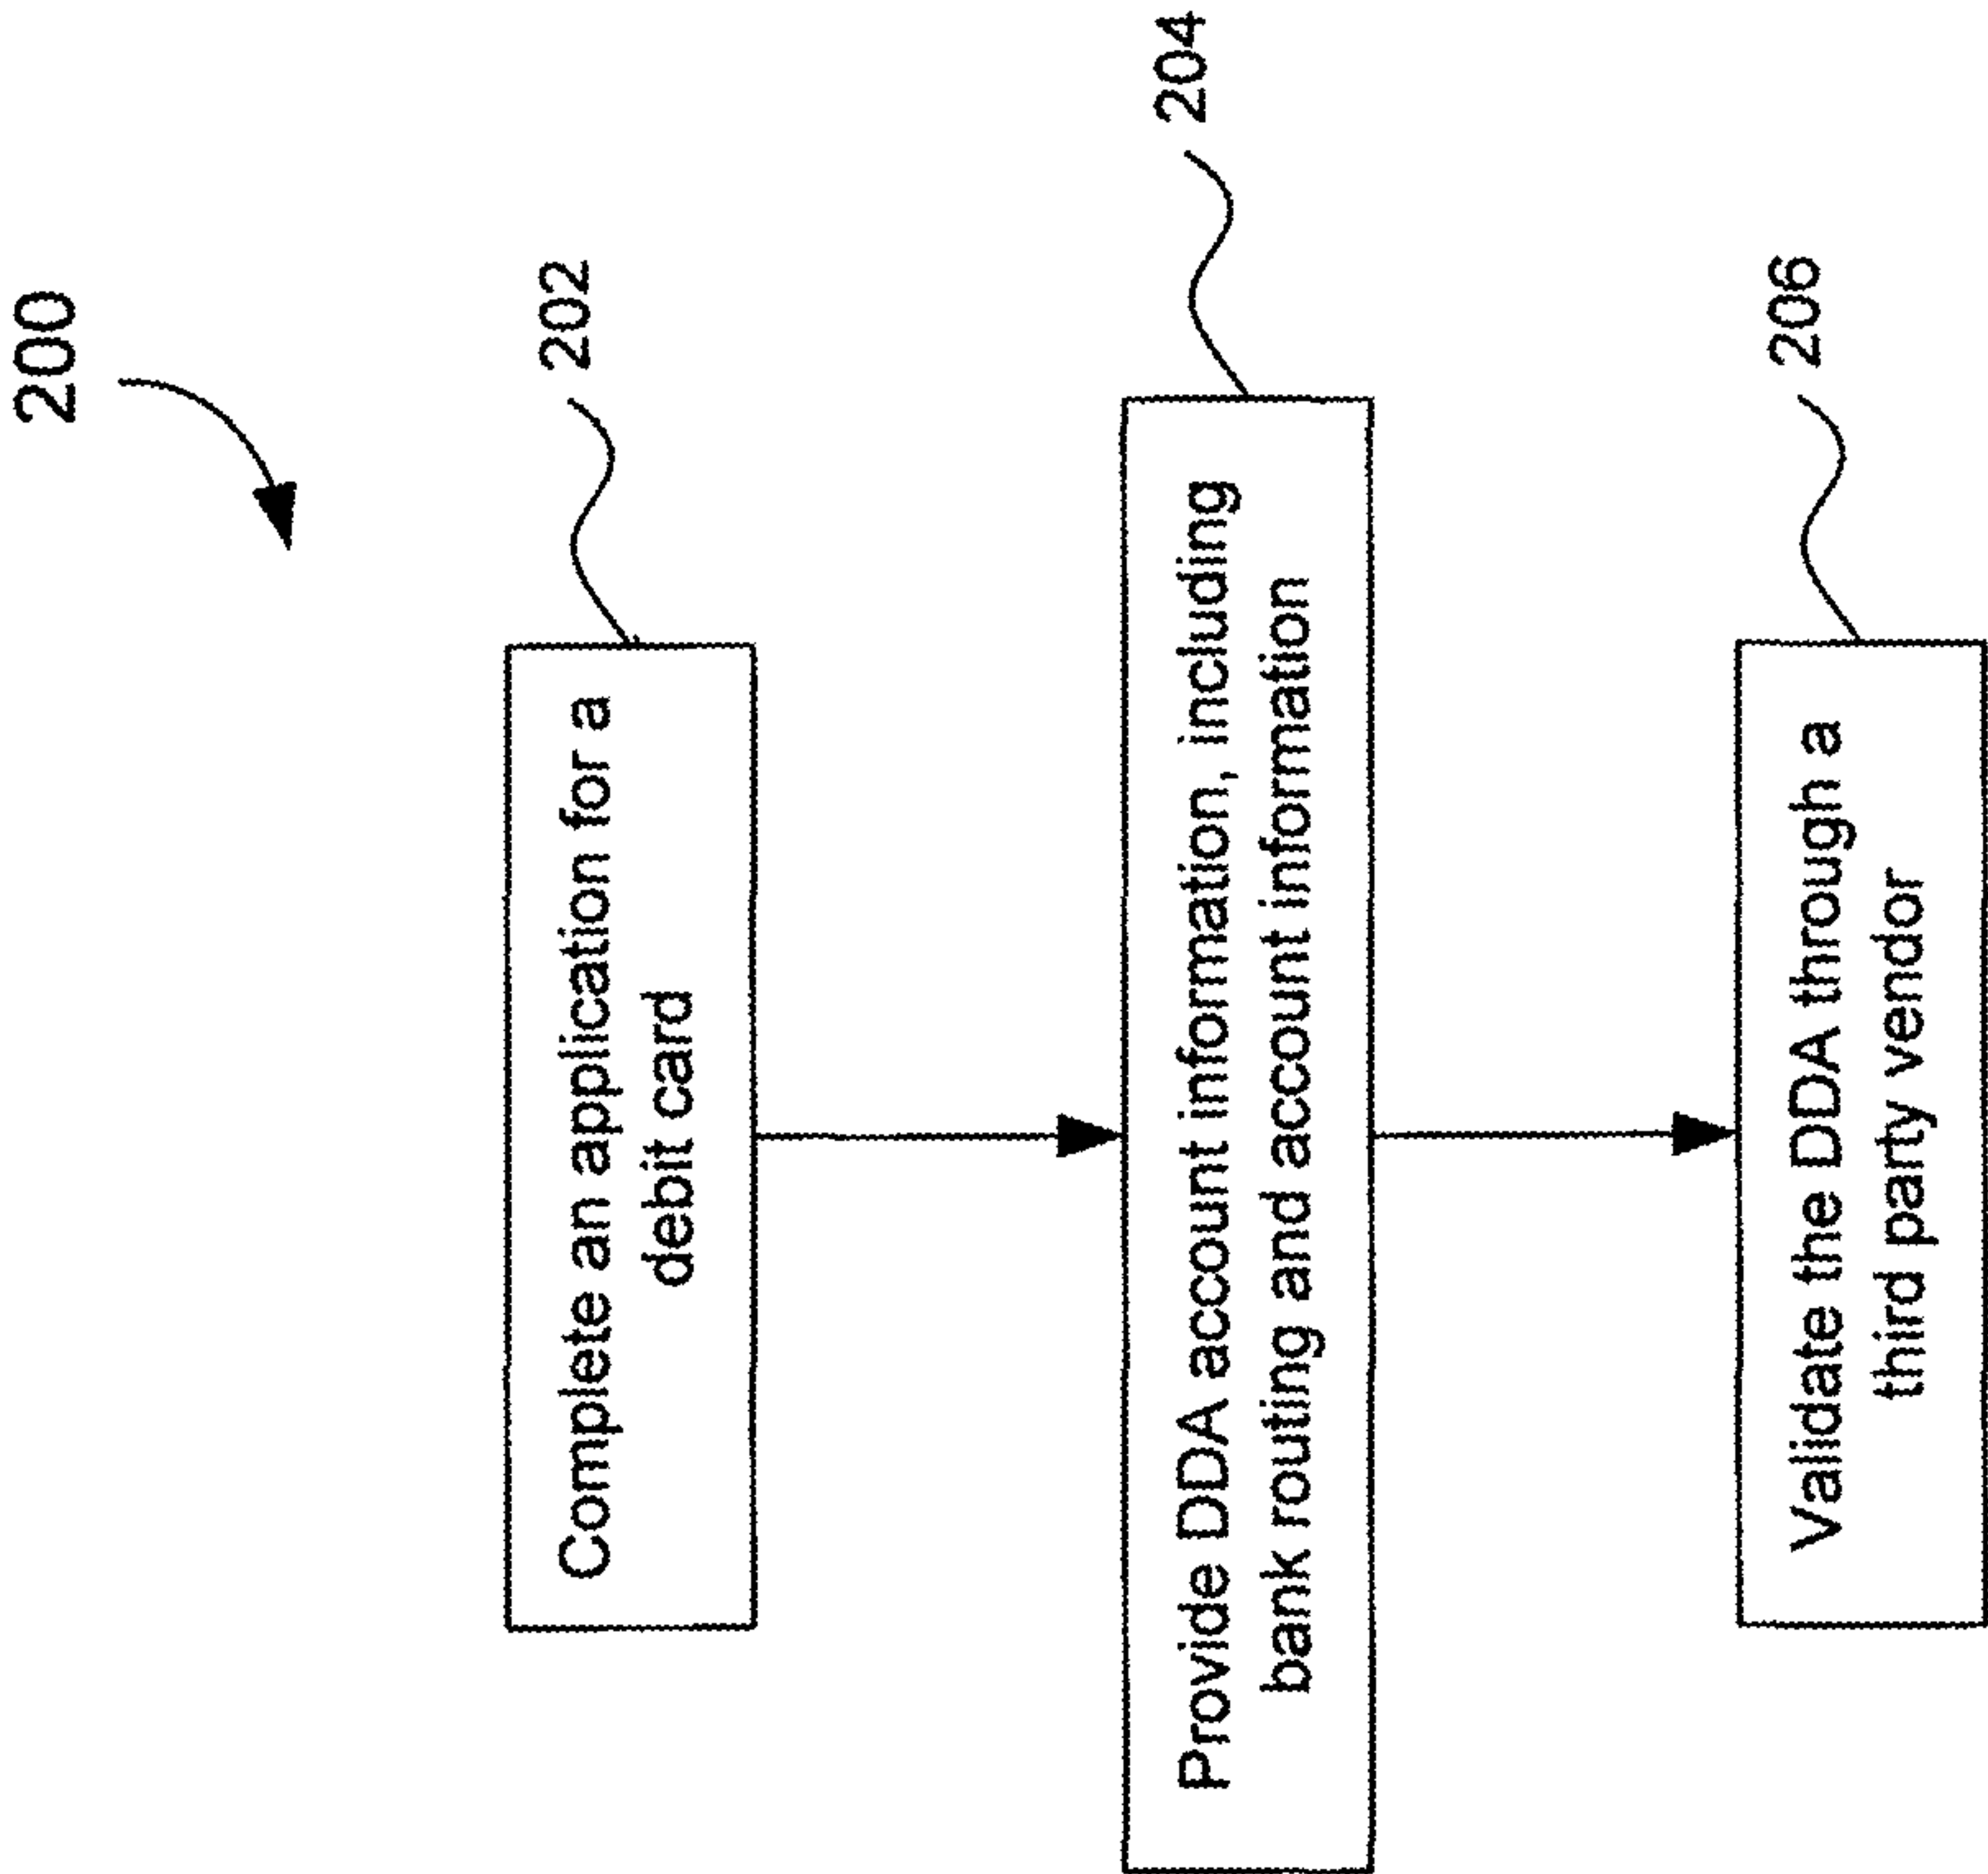 200
Complete an application for a
debit card
202
Provide DDA account information, including
bank routing and account information
204
Validate the DDA through a
third party vendor
206